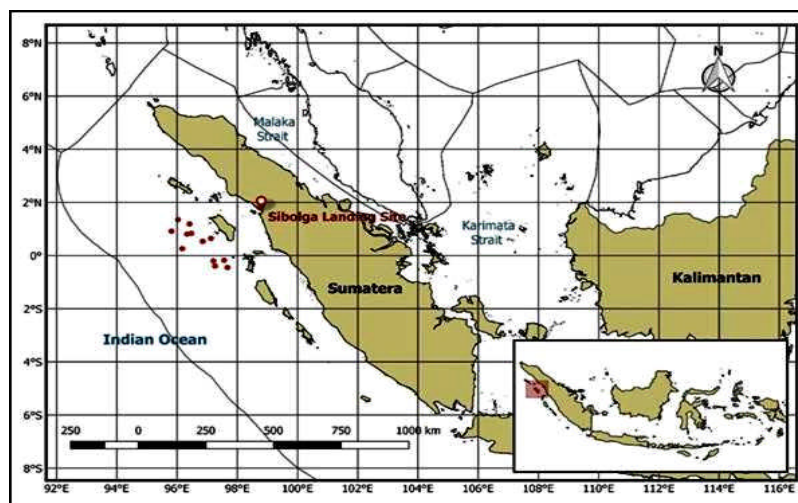 8°N
6°N
4°N
2°N
0°
2°S
4°S
6°S
8°S
N
Malaka
Strait
Sibolga Landing Site
Karimata
Strait
Sumatera
Kalimantan
Indian Ocean
250 0 250 500 750 1000 km
92°E 94°E 96°E 98°E 100°E 102°E 104°E 106°E 108°E 110°E 112°E 114°E 116°E